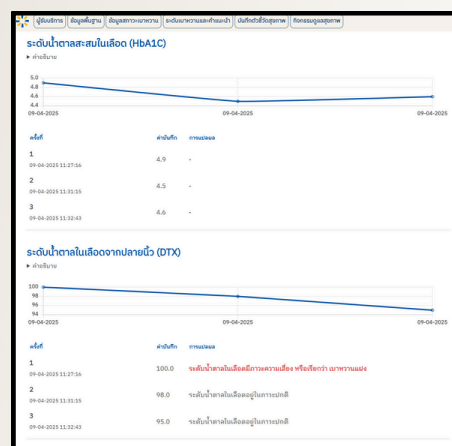 ผู้รับบริการ ข้อมูลพื้นฐาน ข้อมูลสภาวะเบาหวาน ระดับเบาหวานและคำแนะนำ บันทึกตัวชี้วัดสุขภาพ กิจกรรมดูแลสุขภาพ
ระดับน้ำตาลสะสมในเลือด (HbA1C)
▶ คำอธิบาย
5.0
4.8
4.6
4.4
09-04-2025 09-04-2025 09-04-2025
ครั้งที่ ค่าบันทึก การแปลผล
1
09-04-2025 11:27:16 4.9 -
2
09-04-2025 11:31:15 4.5 -
3
09-04-2025 11:32:43 4.6 -
ระดับน้ำตาลในเลือดจากปลายนิ้ว (DTX)
▶ คำอธิบาย
100
98
96
94
09-04-2025 09-04-2025 09-04-2025
ครั้งที่ ค่าบันทึก การแปลผล
1
09-04-2025 11:27:16 100.0 ระดับน้ำตาลในเลือดมีภาวะความเสี่ยง หรือเรียกว่า เบาหวานแฝง
2
09-04-2025 11:31:15 98.0 ระดับน้ำตาลในเลือดอยู่ในภาวะปกติ
3
09-04-2025 11:32:43 95.0 ระดับน้ำตาลในเลือดอยู่ในภาวะปกติ